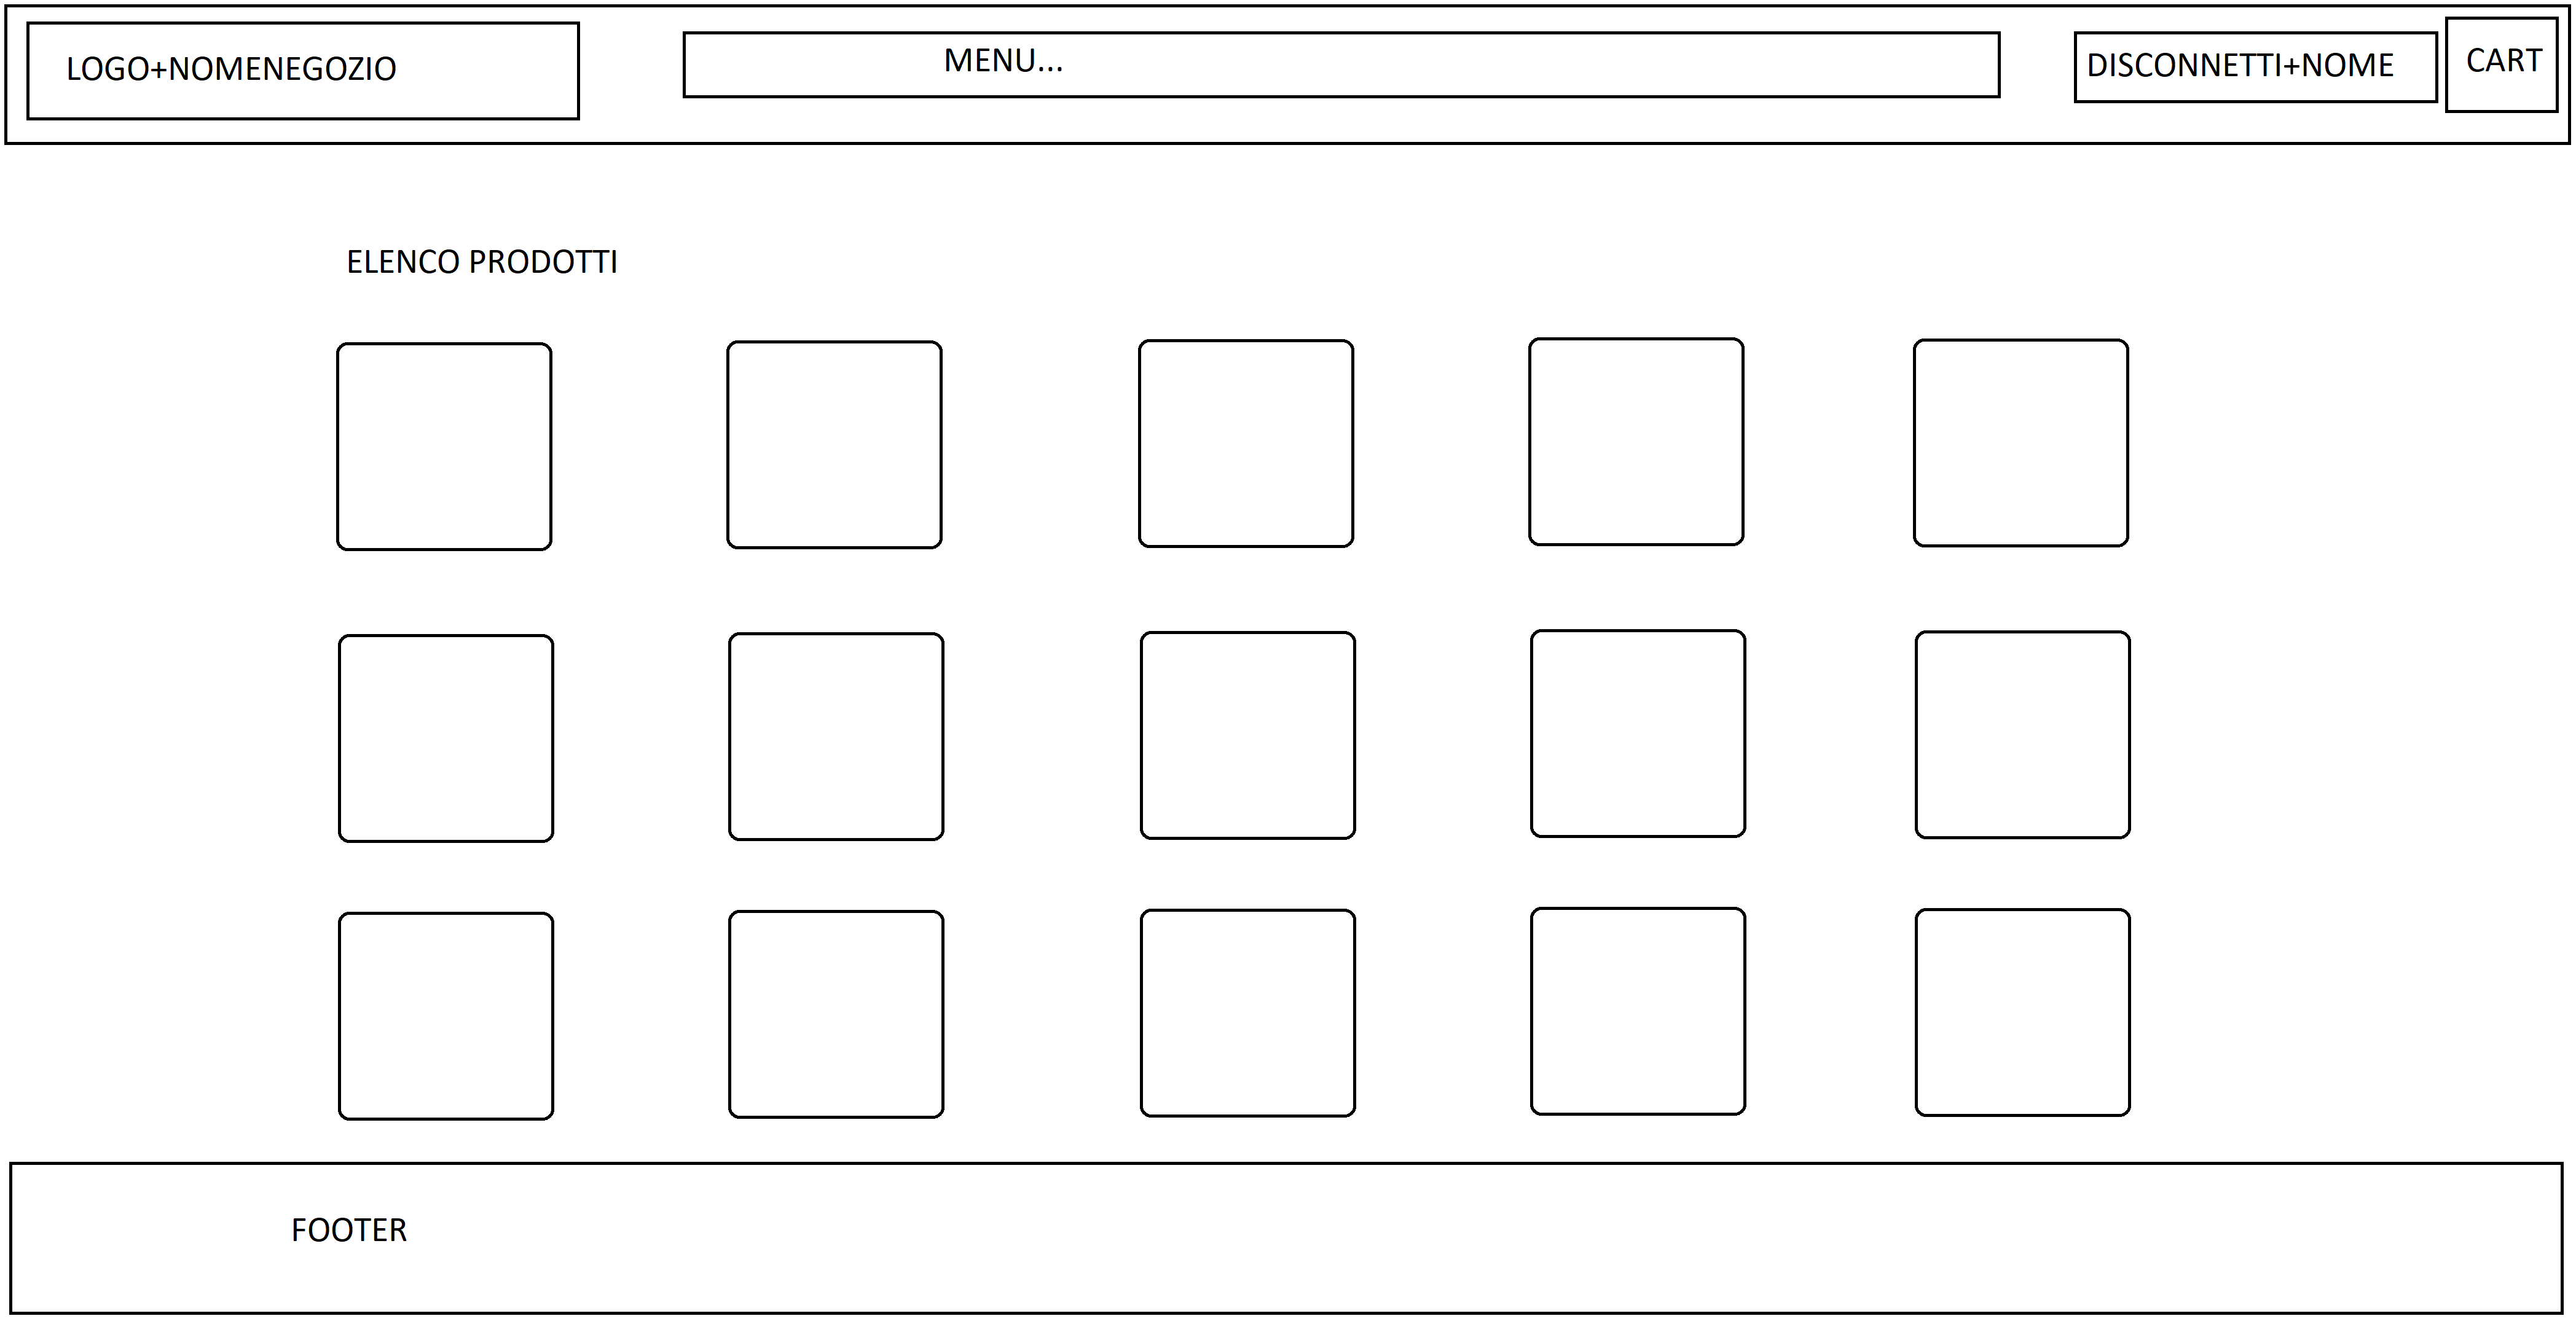 LOGO+NOMENEGOZIO
MENU...
DISCONNETTI+NOME
CART
ELENCO PRODOTTI
FOOTER